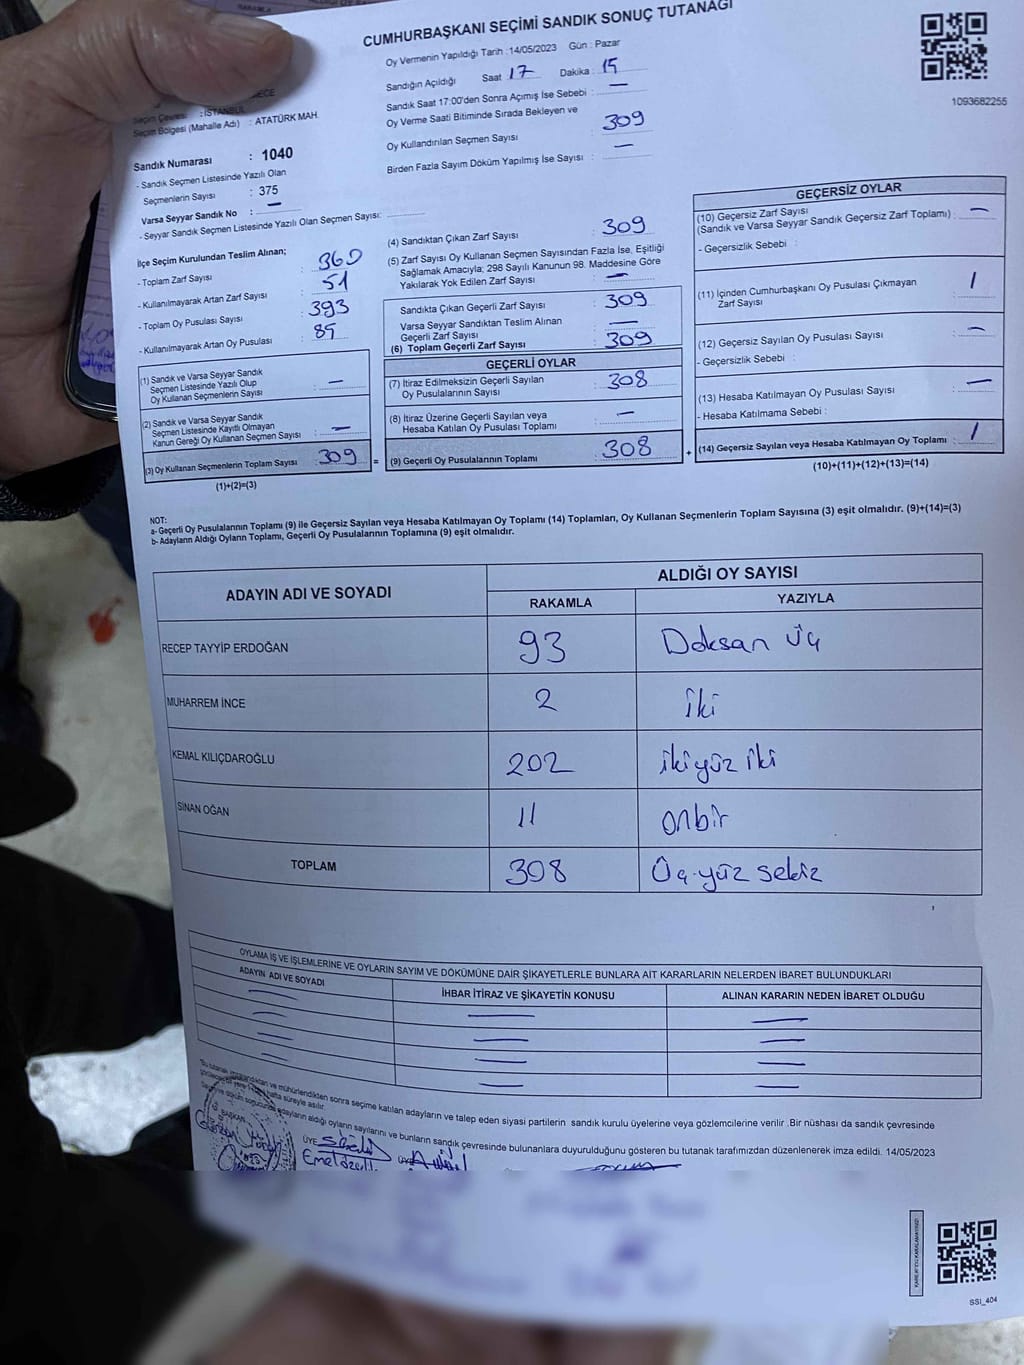 CUMHURBAŞKANI SEÇİMİ SANDIK SONUÇ TUTANAĞI
Oy Vermenin Yapıldığı Tarih : 14/05/2023 Gün : Pazar
Sandığın Açıldığı Saat 17 Dakika : 15
Sandık Saat 17:00'den Sonra Açımış İse Sebebi : —
Oy Verme Saati Bitiminde Sırada Bekleyen ve
Oy Kullandırılan Seçmen Sayısı : 309
Birden Fazla Sayım Döküm Yapılmış İse Sayısı : —
1093682255
Seçim Çevresi : İSTANBUL
Seçim Bölgesi (Mahalle Adı) : ATATÜRK MAH.
Sandık Numarası : 1040
- Sandık Seçmen Listesinde Yazılı Olan
Seçmenlerin Sayısı : 375
Varsa Seyyar Sandık No : —
- Seyyar Sandık Seçmen Listesinde Yazılı Olan Seçmen Sayısı:
İlçe Seçim Kurulundan Teslim Alınan;
- Toplam Zarf Sayısı : 360
- Kullanılmayarak Artan Zarf Sayısı : 51
- Toplam Oy Pusulası Sayısı : 393
- Kullanılmayarak Artan Oy Pusulası : 85
(1) Sandık ve Varsa Seyyar Sandık
Seçmen Listesinde Yazılı Olup
Oy Kullanan Seçmenlerin Sayısı : —
(2) Sandık ve Varsa Seyyar Sandık
Seçmen Listesinde Kayıtlı Olmayan
Kanun Gereği Oy Kullanan Seçmen Sayısı : —
(3) Oy Kullanan Seçmenlerin Toplam Sayısı : 309 =
(1)+(2)=(3)
(4) Sandıktan Çıkan Zarf Sayısı : 309
(5) Zarf Sayısı Oy Kullanan Seçmen Sayısından Fazla İse, Eşitliği
Sağlamak Amacıyla; 298 Sayılı Kanunun 98. Maddesine Göre
Yakılarak Yok Edilen Zarf Sayısı : —
Sandıkta Çıkan Geçerli Zarf Sayısı : 309
Varsa Seyyar Sandıktan Teslim Alınan
Geçerli Zarf Sayısı : —
(6) Toplam Geçerli Zarf Sayısı : 309
GEÇERLİ OYLAR
(7) İtiraz Edilmeksizin Geçerli Sayılan
Oy Pusulalarının Sayısı : 308
(8) İtiraz Üzerine Geçerli Sayılan veya
Hesaba Katılan Oy Pusulası Toplamı : —
(9) Geçerli Oy Pusulalarının Toplamı : 308 +
GEÇERSİZ OYLAR
(10) Geçersiz Zarf Sayısı
(Sandık ve Varsa Seyyar Sandık Geçersiz Zarf Toplamı) : —
- Geçersizlik Sebebi :
(11) İçinden Cumhurbaşkanı Oy Pusulası Çıkmayan
Zarf Sayısı : 1
(12) Geçersiz Sayılan Oy Pusulası Sayısı : —
- Geçersizlik Sebebi :
(13) Hesaba Katılmayan Oy Pusulası Sayısı : —
- Hesaba Katılmama Sebebi :
(14) Geçersiz Sayılan veya Hesaba Katılmayan Oy Toplamı : 1
(10)+(11)+(12)+(13)=(14)
NOT:
a- Geçerli Oy Pusulalarının Toplamı (9) ile Geçersiz Sayılan veya Hesaba Katılmayan Oy Toplamı (14) Toplamları, Oy Kullanan Seçmenlerin Toplam Sayısına (3) eşit olmalıdır. (9)+(14)=(3)
b- Adayların Aldığı Oyların Toplamı, Geçerli Oy Pusulalarının Toplamına (9) eşit olmalıdır.
ADAYIN ADI VE SOYADI
ALDIĞI OY SAYISI
RAKAMLA YAZIYLA
RECEP TAYYİP ERDOĞAN 93 Doksan üç
MUHARREM İNCE 2 iki
KEMAL KILIÇDAROĞLU 202 ikiyüz iki
SİNAN OĞAN 11 onbir
TOPLAM 308 Üç yüz sekiz
OYLAMA İŞ VE İŞLEMLERİNE VE OYLARIN SAYIM VE DÖKÜMÜNE DAİR ŞİKAYETLERLE BUNLARA AİT KARARLARIN NELERDEN İBARET BULUNDUKLARI
ADAYIN ADI VE SOYADI İHBAR İTİRAZ VE ŞİKAYETİN KONUSU ALINAN KARARIN NEDEN İBARET OLDUĞU
— — —
— — —
— — —
— — —
sonra seçime katılan adayların ve talep eden siyasi partilerin sandık kurulu üyelerine veya gözlemcilerine verilir .Bir nüshası da sandık çevresinde
süreyle asılır.
adayların aldığı oyların sayılarını ve bunların sandık çevresinde bulunanlara duyurulduğunu gösteren bu tutanak tarafımızdan düzenlenerek imza edildi. 14/05/2023
BAŞKAN
ÜYE
SSİ_404